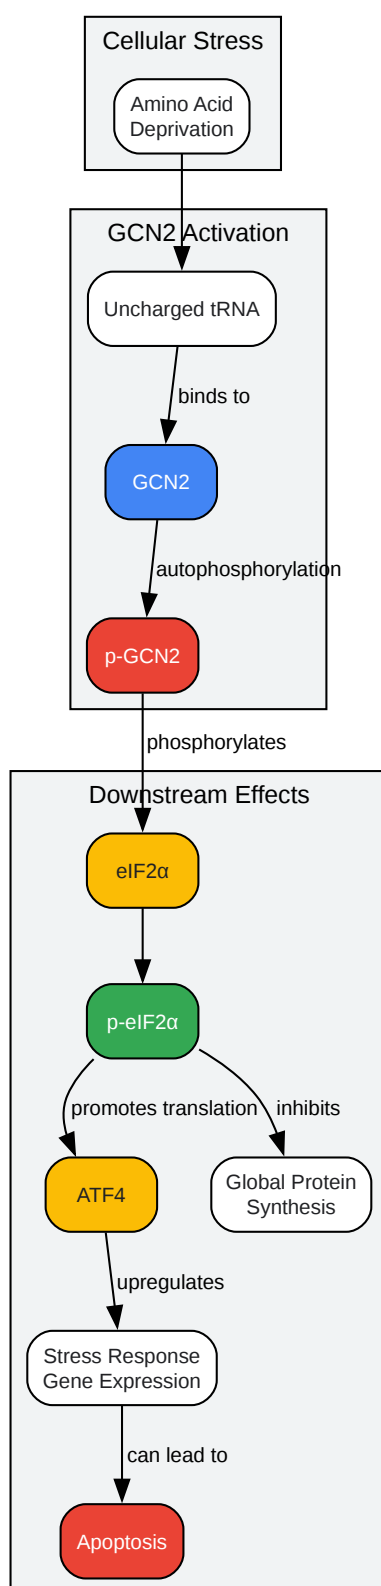 Cellular Stress
Amino Acid
Deprivation
GCN2 Activation
Uncharged tRNA
binds to
GCN2
autophosphorylation
p-GCN2
phosphorylates
Downstream Effects
eIF2α
p-eIF2α
promotes translation
inhibits
ATF4
Global Protein
Synthesis
upregulates
Stress Response
Gene Expression
can lead to
Apoptosis